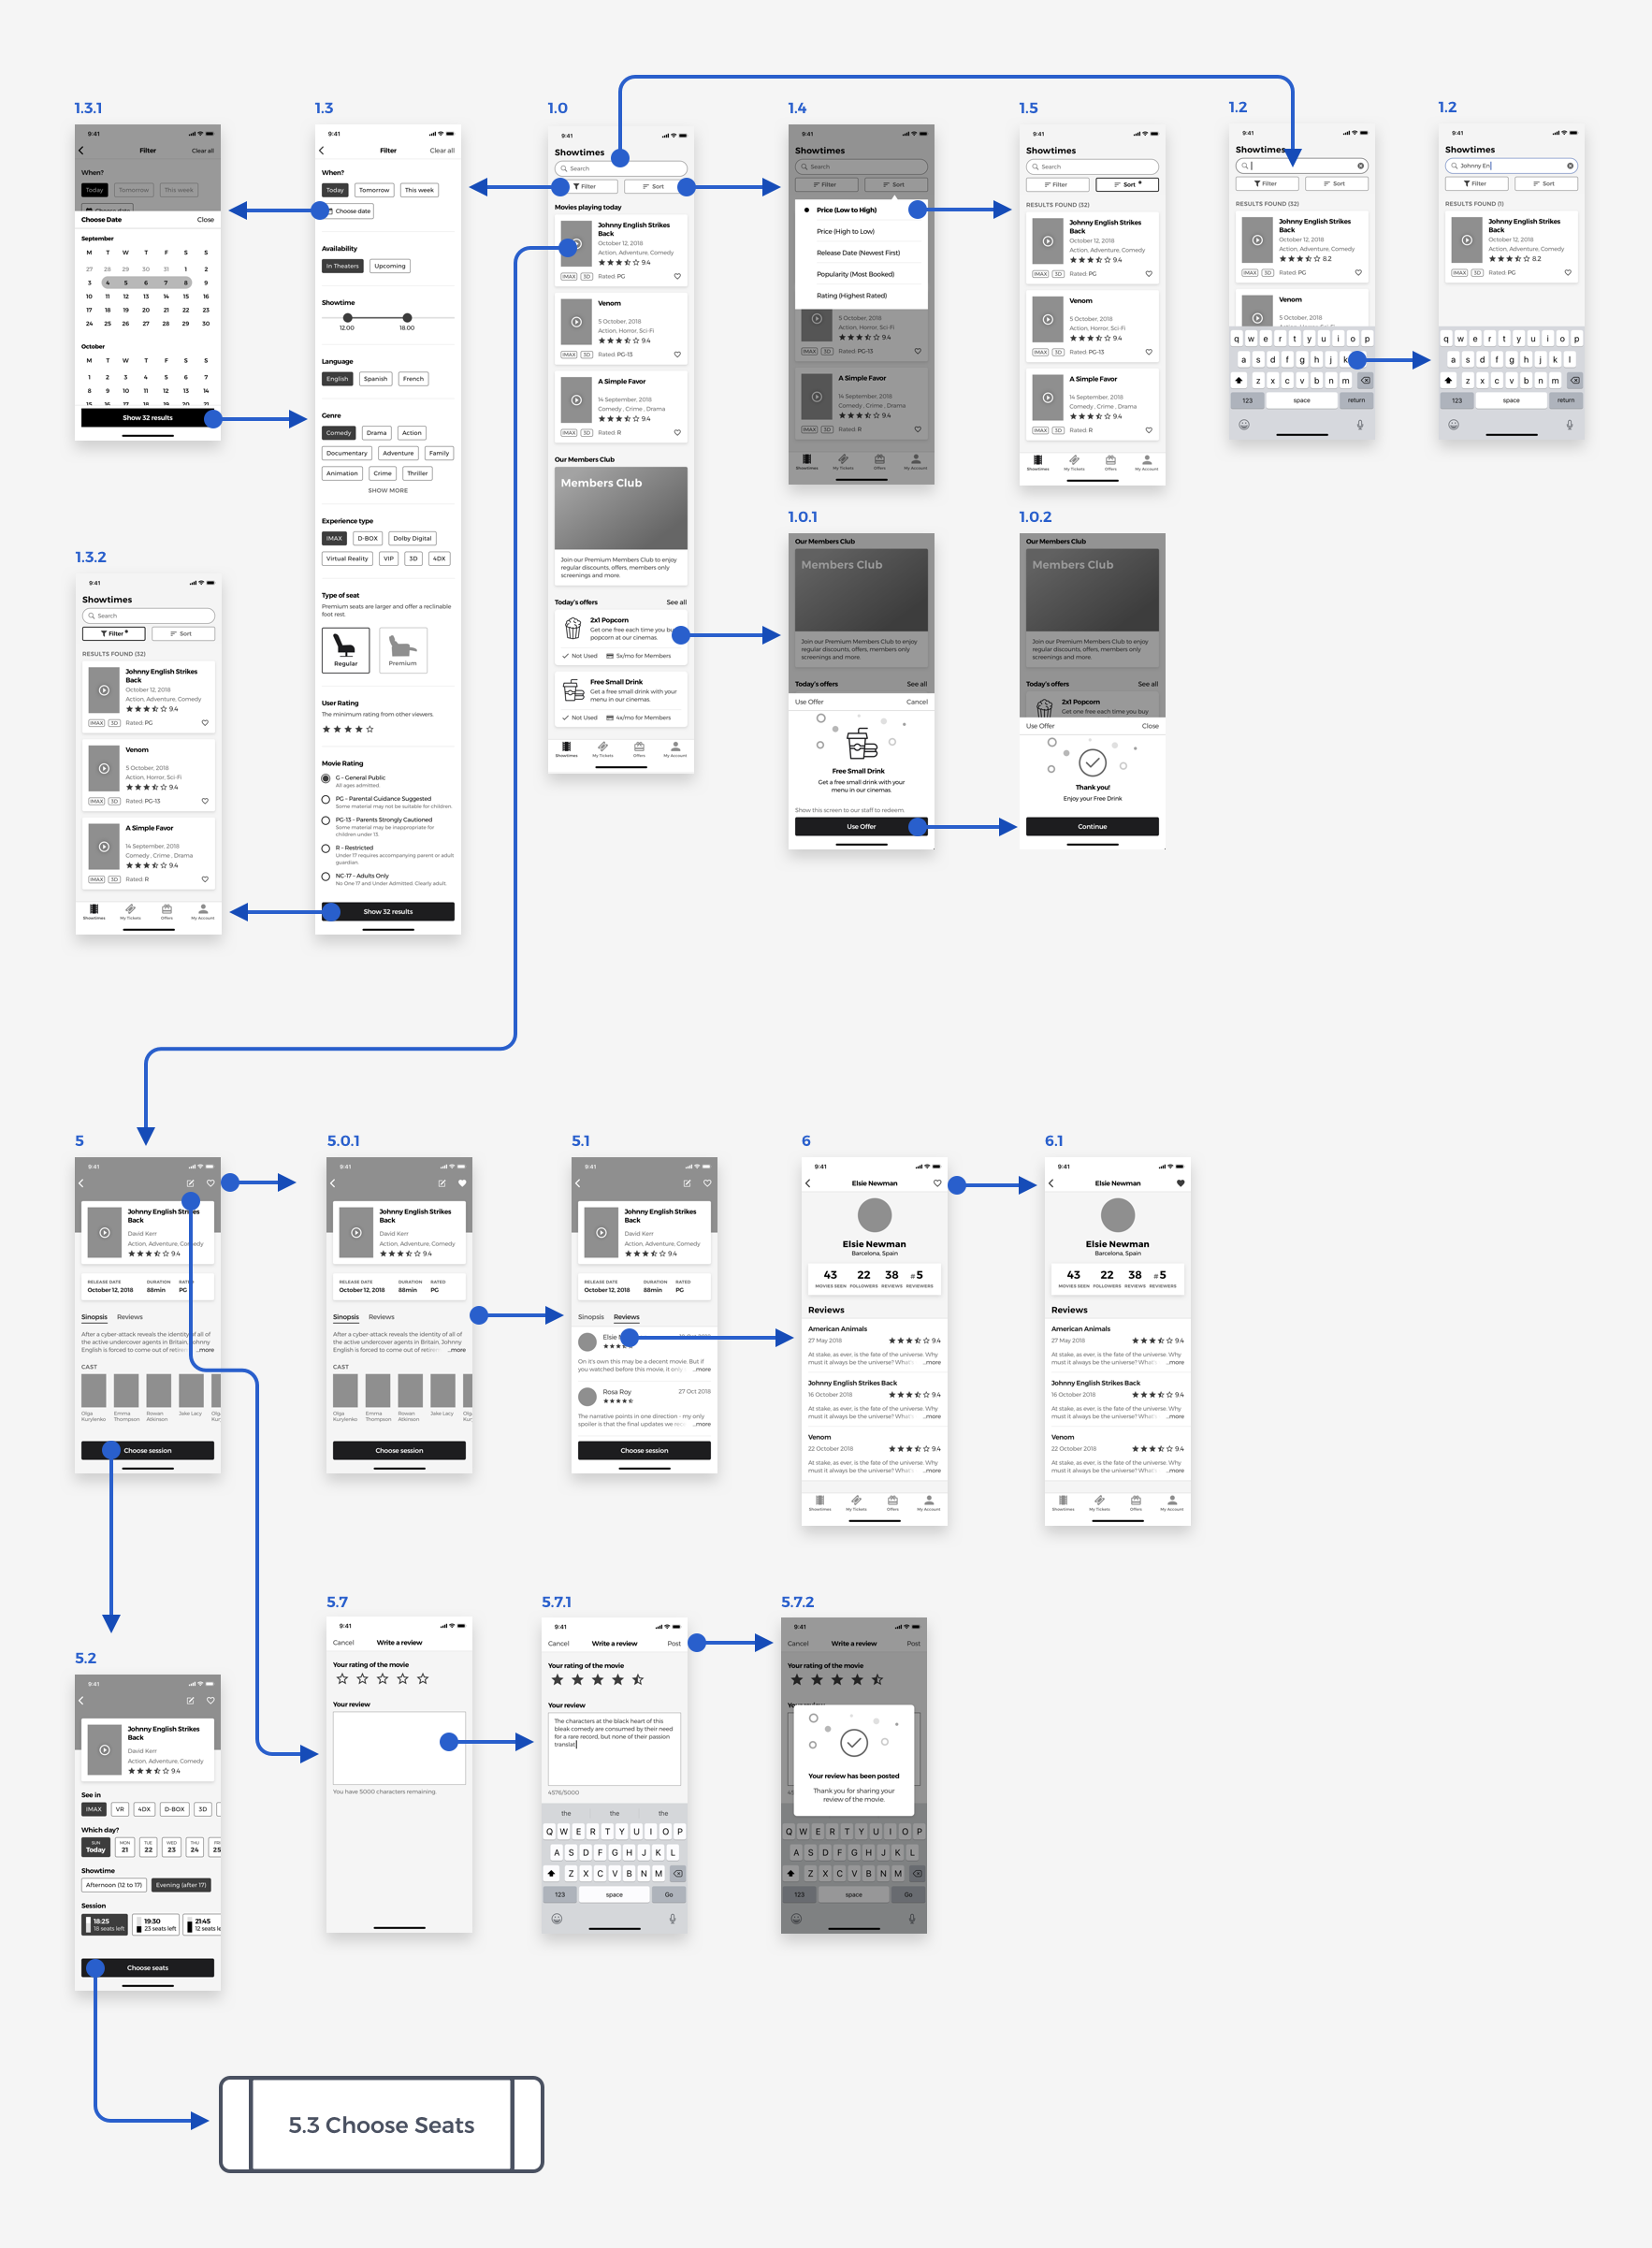 1.3.1
9:41
Filter
Clear all
When?
Today
Tomorrow
This week
Choose Date
Close
September
M T W T F S S
27 28 29 30 31 1 2
3 4 5 6 7 8 9
10 11 12 13 14 15 16
17 18 19 20 21 22 23
24 25 26 27 28 29 30
October
M T W T F S S
1 2 3 4 5 6 7
8 9 10 11 12 13 14
15 16 17 18 19 20 21
Show 32 results
1.3
9:41
Filter
Clear all
When?
Today
Tomorrow
This week
Choose date
Availability
In Theaters
Upcoming
Showtime
12.00
18.00
Language
English
Spanish
French
Genre
Comedy
Drama
Action
Documentary
Adventure
Family
Animation
Crime
Thriller
SHOW MORE
Experience type
IMAX
D-BOX
Dolby Digital
Virtual Reality
VIP
3D
4DX
Type of seat
Premium seats are larger and offer a reclinable
foot rest.
Regular
Premium
User Rating
The minimum rating from other viewers.
Movie Rating
G - General Public
All ages admitted.
PG - Parental Guidance Suggested
Some material may not be suitable for children.
PG-13 - Parents Strongly Cautioned
Some material may be inappropriate for
children under 13.
R - Restricted
Under 17 requires accompanying parent or adult
guardian.
NC-17 - Adults Only
No One 17 and Under Admitted. Clearly adult.
Show 32 results
1.0
9:41
Showtimes
Search
Filter
Sort
Movies playing today
Johnny English Strikes
Back
October 12, 2018
Action, Adventure, Comedy
9.4
IMAX 3D Rated: PG
Venom
5 October, 2018
Action, Horror, Sci-Fi
9.4
IMAX 3D Rated: PG-13
A Simple Favor
14 September, 2018
Comedy , Crime , Drama
9.4
IMAX 3D Rated: R
Our Members Club
Members Club
Join our Premium Members Club to enjoy
regular discounts, offers, members only
screenings and more.
Today's offers
See all
2x1 Popcorn
Get one free each time you bu
popcorn at our cinemas.
Not Used
5x/mo for Members
Free Small Drink
Get a free small drink with your
menu in our cinemas.
Not Used
4x/mo for Members
Showtimes
My Tickets
Offers
My Account
1.4
9:41
Showtimes
Search
Filter
Sort
Price (Low to High)
Price (High to Low)
Release Date (Newest First)
Popularity (Most Booked)
Rating (Highest Rated)
5 October, 2018
Action, Horror, Sci-Fi
9.4
IMAX 3D Rated: PG-13
A Simple Favor
14 September, 2018
Comedy , Crime , Drama
9.4
IMAX 3D Rated: R
Showtimes
My Tickets
Offers
My Account
1.5
9:41
Showtimes
Search
Filter
Sort
RESULTS FOUND (32)
Johnny English Strikes
Back
October 12, 2018
Action, Adventure, Comedy
9.4
IMAX 3D Rated: PG
Venom
5 October, 2018
Action, Horror, Sci-Fi
9.4
IMAX 3D Rated: PG-13
A Simple Favor
14 September, 2018
Comedy , Crime , Drama
9.4
IMAX 3D Rated: R
Showtimes
My Tickets
Offers
My Account
1.2
9:41
Showtimes
Filter
Sort
RESULTS FOUND (32)
Johnny English Strikes
Back
October 12, 2018
Action, Adventure, Comedy
8.2
IMAX 3D Rated: PG
Venom
5 October, 2018
q w e r t y u i o p
a s d f g h j k
z x c v b n m
123
space
return
1.2
9:41
Showtimes
Johnny En
Filter
Sort
RESULTS FOUND (1)
Johnny English Strikes
Back
October 12, 2018
Action, Adventure, Comedy
8.2
IMAX 3D Rated: PG
q w e r t y u i o p
a s d f g h j k l
z x c v b n m
123
space
return
1.0.1
Our Members Club
Members Club
Join our Premium Members Club to enjoy
regular discounts, offers, members only
screenings and more.
Today's offers
See all
Use Offer
Cancel
Free Small Drink
Get a free small drink with your
menu in our cinemas.
Show this screen to our staff to redeem.
Use Offer
1.0.2
Our Members Club
Members Club
Join our Premium Members Club to enjoy
regular discounts, offers, members only
screenings and more.
Today's offers
See all
2x1 Popcorn
Get one free each time you buy
Use Offer
Close
Thank you!
Enjoy your Free Drink
Continue
1.3.2
9:41
Showtimes
Search
Filter
Sort
RESULTS FOUND (32)
Johnny English Strikes
Back
October 12, 2018
Action, Adventure, Comedy
9.4
IMAX 3D Rated: PG
Venom
5 October, 2018
Action, Horror, Sci-Fi
9.4
IMAX 3D Rated: PG-13
A Simple Favor
14 September, 2018
Comedy , Crime , Drama
9.4
IMAX 3D Rated: R
Showtimes
My Tickets
Offers
My Account
5
9:41
Johnny English Strikes
Back
David Kerr
Action, Adventure, Comedy
9.4
RELEASE DATE DURATION RATED
October 12, 2018 88min PG
Sinopsis
Reviews
After a cyber-attack reveals the identity of all of
the active undercover agents in Britain, Johnny
English is forced to come out of retire ...more
CAST
Olga
Kurylenko
Emma
Thompson
Rowan
Atkinson
Jake Lacy
Olg
Kur
Choose session
5.0.1
9:41
Johnny English Strikes
Back
David Kerr
Action, Adventure, Comedy
9.4
RELEASE DATE DURATION RATED
October 12, 2018 88min PG
Sinopsis
Reviews
After a cyber-attack reveals the identity of all of
the active undercover agents in Britain, Johnny
English is forced to come out of retire ...more
CAST
Olga
Kurylenko
Emma
Thompson
Rowan
Atkinson
Jake Lacy
Olg
Kur
Choose session
5.1
9:41
Johnny English Strikes
Back
David Kerr
Action, Adventure, Comedy
9.4
RELEASE DATE DURATION RATED
October 12, 2018 88min PG
Sinopsis
Reviews
Elsie
On it's own this may be a decent movie. But if
you watched before this movie, it only ...more
Rosa Roy
27 Oct 2018
The narrative points in one direction - my only
spoiler is that the final updates we re ...more
Choose session
6
9:41
Elsie Newman
Elsie Newman
Barcelona, Spain
43 22 38 #5
MOVIES SEEN FOLLOWERS REVIEWS REVIEWERS
Reviews
American Animals
27 May 2018
9.4
At stake, as ever, is the fate of the universe. Why
must it always be the universe? What's ...more
Johnny English Strikes Back
16 October 2018
9.4
At stake, as ever, is the fate of the universe. Why
must it always be the universe? What's ...more
Venom
22 October 2018
9.4
At stake, as ever, is the fate of the universe. Why
must it always be the universe? What's ...more
Showtimes
My Tickets
Offers
My Account
6.1
9:41
Elsie Newman
Elsie Newman
Barcelona, Spain
43 22 38 #5
MOVIES SEEN FOLLOWERS REVIEWS REVIEWERS
Reviews
American Animals
27 May 2018
9.4
At stake, as ever, is the fate of the universe. Why
must it always be the universe? What's ...more
Johnny English Strikes Back
16 October 2018
9.4
At stake, as ever, is the fate of the universe. Why
must it always be the universe? What's ...more
Venom
22 October 2018
9.4
At stake, as ever, is the fate of the universe. Why
must it always be the universe? What's ...more
Showtimes
My Tickets
Offers
My Account
5.2
9:41
Johnny English Strikes
Back
David Kerr
Action, Adventure, Comedy
9.4
See in
IMAX VR 4DX D-BOX 3D
Which day?
SUN MON TUE WED THU FRI
Today 21 22 23 24 25
Showtime
Afternoon (12 to 17)
Evening (after 17)
Session
18:25
18 seats left
19:30
23 seats left
21:45
12 seats le
Choose seats
5.7
9:41
Cancel
Write a review
Your rating of the movie
Your review
You have 5000 characters remaining.
5.7.1
9:41
Cancel
Write a review
Post
Your rating of the movie
Your review
The characters at the black heart of this
bleak comedy are consumed by their need
for a rare record, but none of their passion
translat
4576/5000
the the the
Q W E R T Y U I O P
A S D F G H J K L
Z X C V B N M
123
space
Go
5.7.2
9:41
Cancel
Write a review
Post
Your rating of the movie
Your review
Your review has been posted
Thank you for sharing your
review of the movie.
45
Q W E R T Y U I O P
A S D F G H J K L
Z X C V B N M
123
space
Go
5.3 Choose Seats